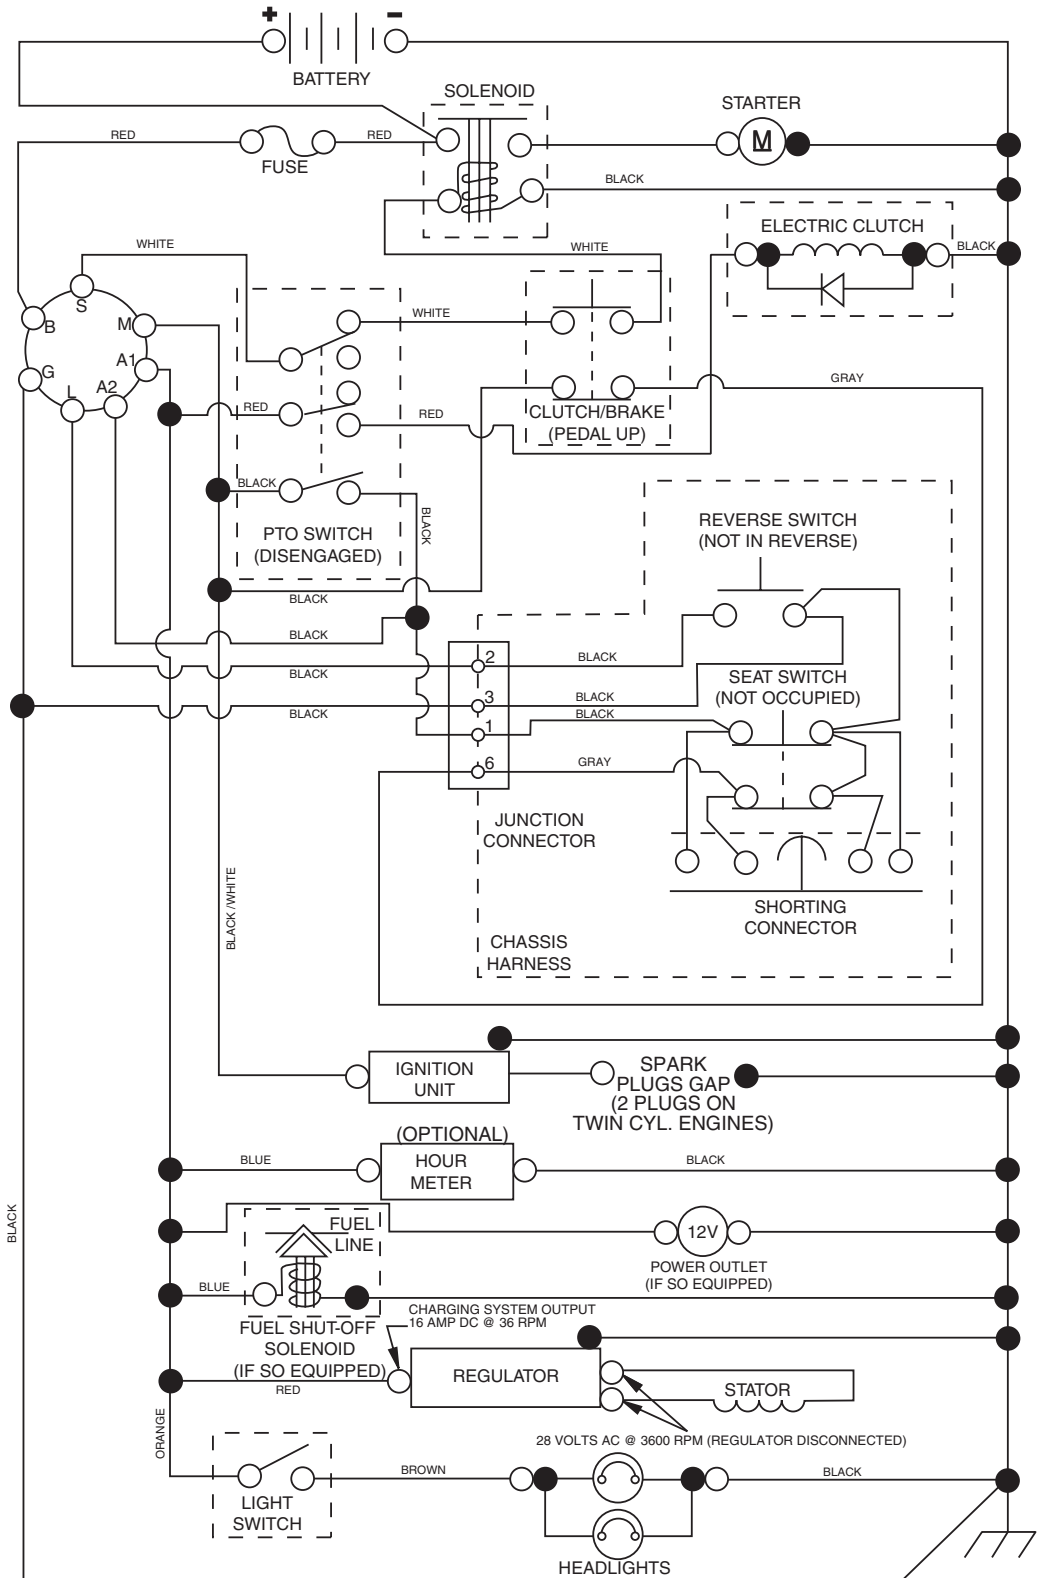 + -
BATTERY
SOLENOID
STARTER
RED
RED
FUSE
M
BLACK
ELECTRIC CLUTCH
BLACK
WHITE
WHITE
S
B
M
WHITE
G
A1
L
A2
GRAY
RED
RED
CLUTCH/BRAKE
(PEDAL UP)
BLACK
PTO SWITCH
(DISENGAGED)
BLACK
REVERSE SWITCH
(NOT IN REVERSE)
BLACK
BLACK
2
BLACK
BLACK
SEAT SWITCH
(NOT OCCUPIED)
3
BLACK
BLACK
BLACK
1
6
GRAY
JUNCTION
CONNECTOR
BLACK /WHITE
SHORTING
CONNECTOR
CHASSIS
HARNESS
IGNITION
UNIT
SPARK
PLUGS GAP
(2 PLUGS ON
TWIN CYL. ENGINES)
(OPTIONAL)
HOUR
METER
BLUE
BLACK
BLACK
FUEL
LINE
12V
POWER OUTLET
(IF SO EQUIPPED)
BLUE
CHARGING SYSTEM OUTPUT
16 AMP DC @ 36 RPM
FUEL SHUT-OFF
SOLENOID
(IF SO EQUIPPED)
RED
REGULATOR
STATOR
28 VOLTS AC @ 3600 RPM (REGULATOR DISCONNECTED)
ORANGE
BROWN
BLACK
LIGHT
SWITCH
HEADLIGHTS